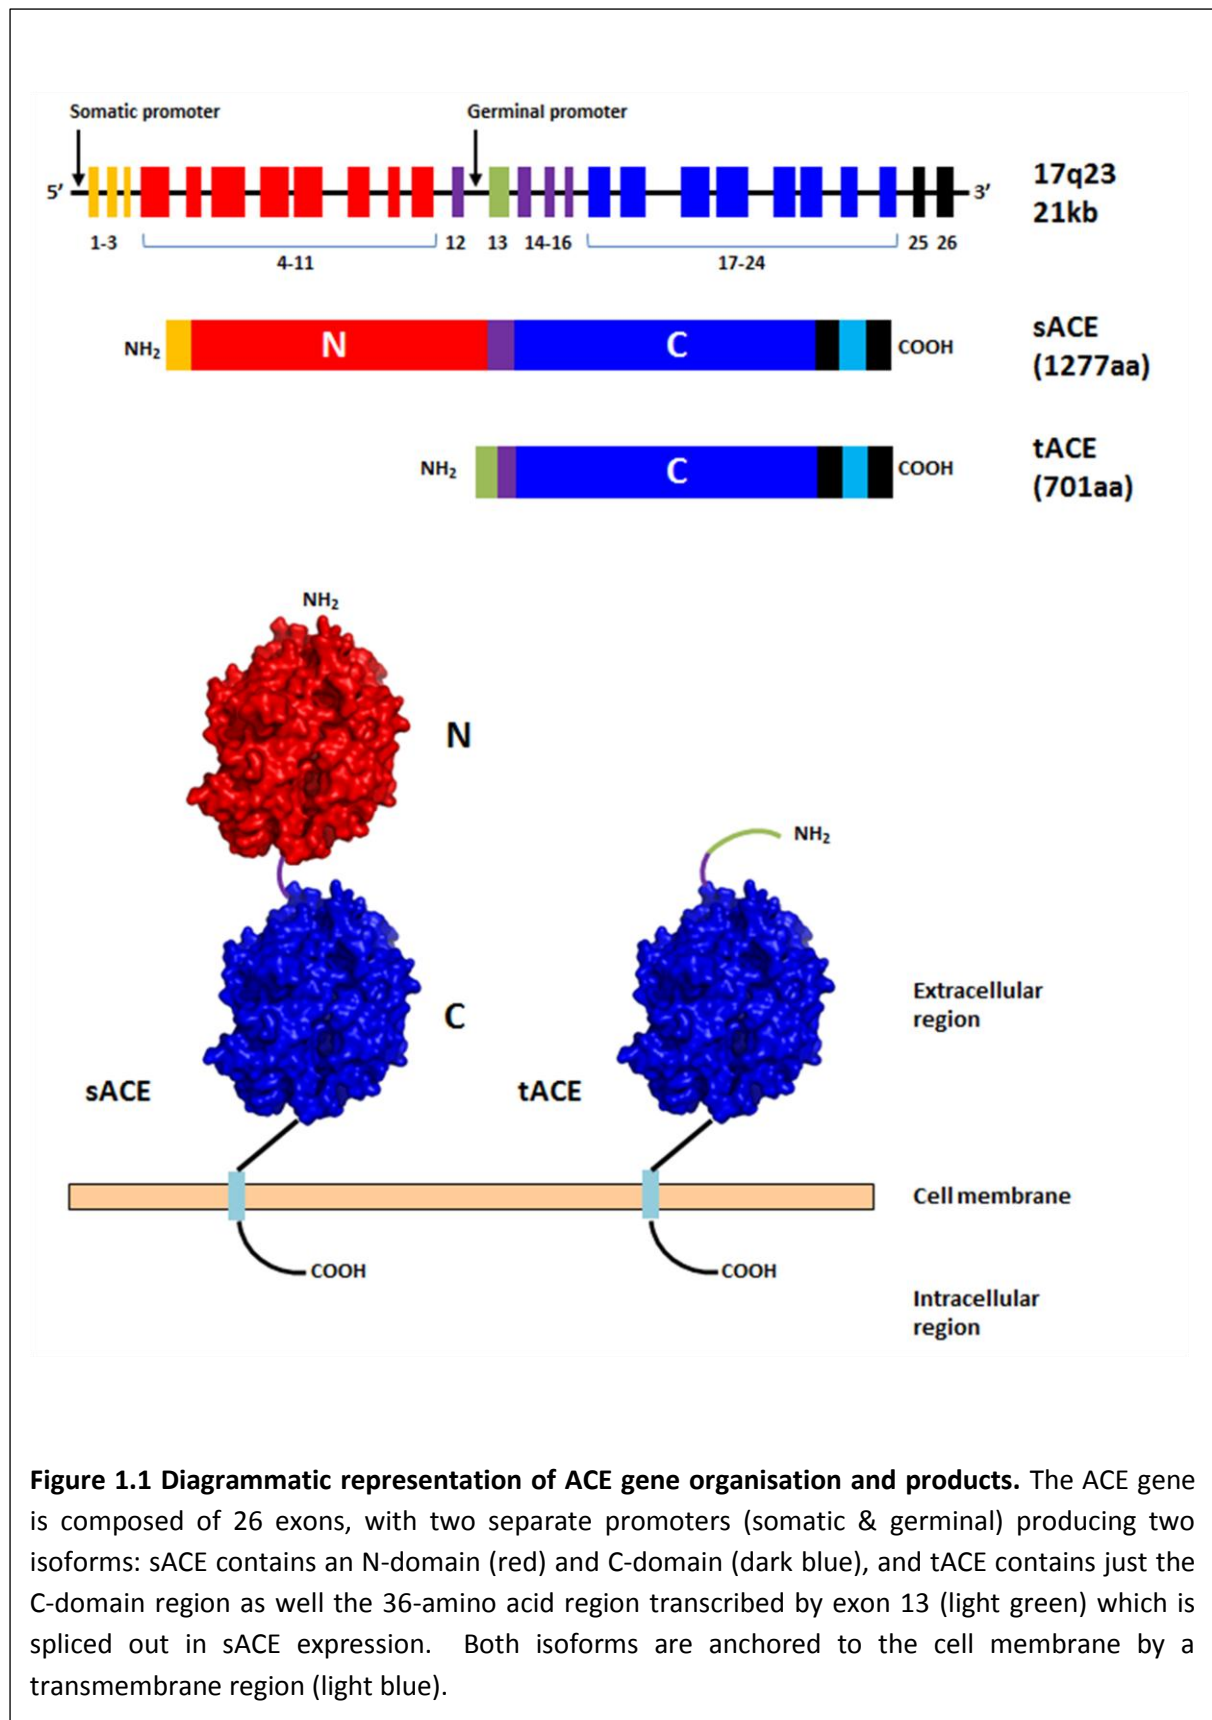 Somatic promoter
Germinal promoter
5’
3’
17q23
21kb
1-3
4-11
12
13
14-16
17-24
25
26
NH2
N
C
COOH
sACE
(1277aa)
NH2
C
COOH
tACE
(701aa)
NH2
N
NH2
C
Extracellular
region
sACE
tACE
Cell membrane
COOH
COOH
Intracellular
region
Figure 1.1 Diagrammatic representation of ACE gene organisation and products. The ACE gene
is composed of 26 exons, with two separate promoters (somatic & germinal) producing two
isoforms: sACE contains an N-domain (red) and C-domain (dark blue), and tACE contains just the
C-domain region as well the 36-amino acid region transcribed by exon 13 (light green) which is
spliced out in sACE expression. Both isoforms are anchored to the cell membrane by a
transmembrane region (light blue).